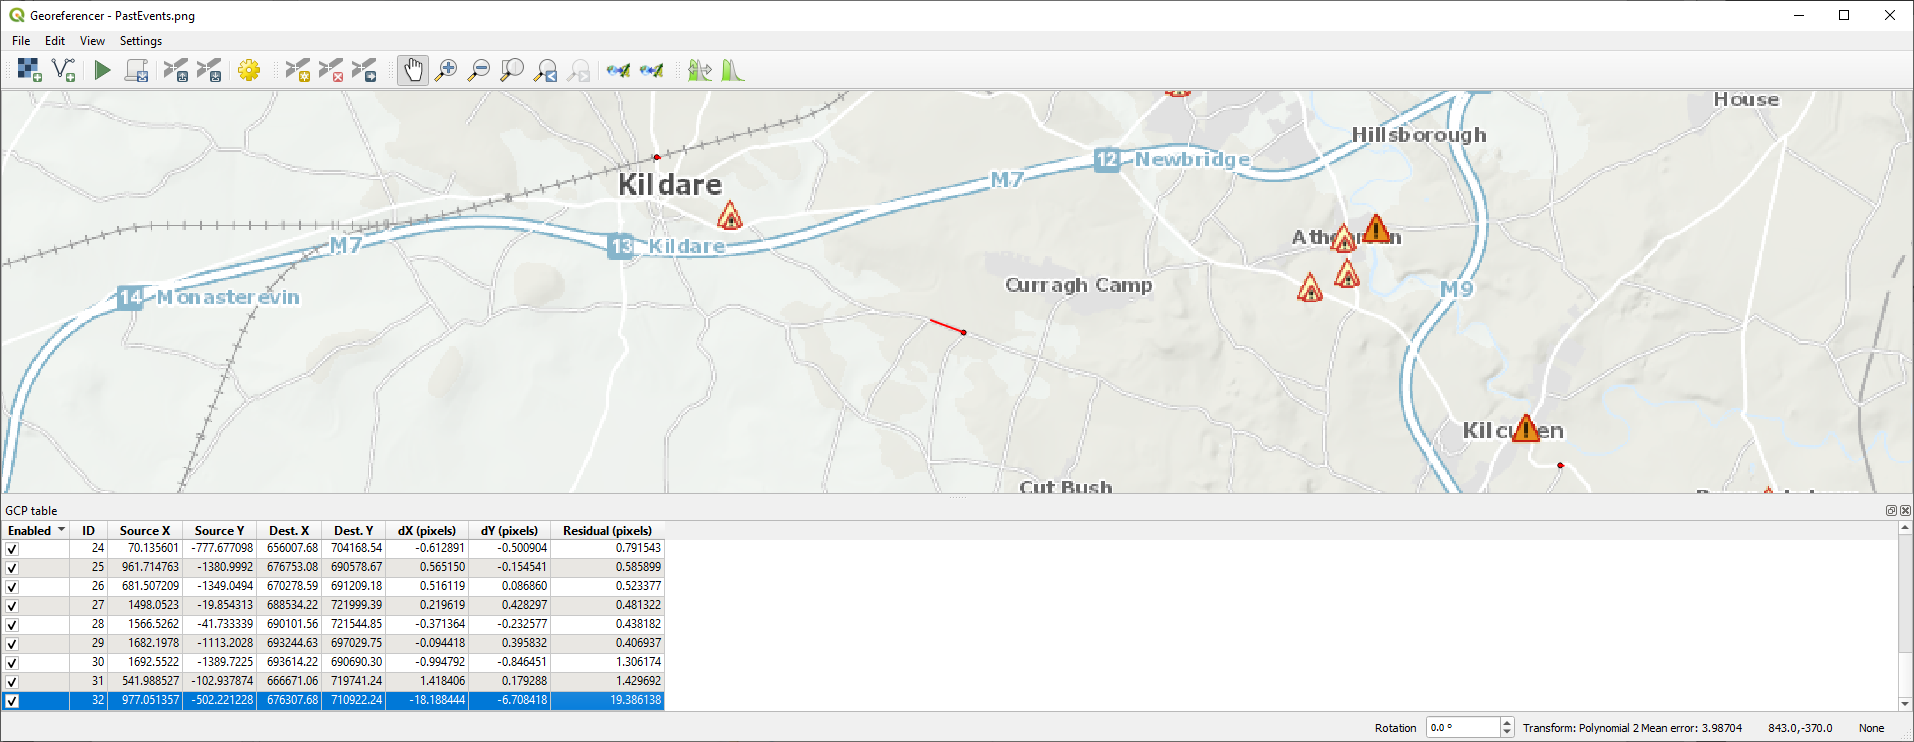 Georeferencer - PastEvents.png
File Edit View Settings
House
Hillsborough
12 Newbridge
M7
Kildare
M7
13 Kildare
14 Monasterevin
Curragh Camp
M9
Cut Bush
GCP table
Enabled ID Source X Source Y Dest. X Dest. Y dX (pixels) dY (pixels) Residual (pixels)
24 70.135601 -777.677098 656007.68 704168.54 -0.612891 -0.500904 0.791543
25 961.714763 -1380.9992 676753.08 690578.67 0.565150 -0.154541 0.585899
26 681.507209 -1349.0494 670278.59 691209.18 0.516119 0.086860 0.523377
27 1498.0523 -19.854313 688534.22 721999.39 0.219619 0.428297 0.481322
28 1566.5262 -41.733339 690101.56 721544.85 -0.371364 -0.232577 0.438182
29 1682.1978 -1113.2028 693244.63 697029.75 -0.094418 0.395832 0.406937
30 1692.5522 -1389.7225 693614.22 690690.30 -0.994792 -0.846451 1.306174
31 541.988527 -102.937874 666671.06 719741.24 1.418406 0.179288 1.429692
32 977.051357 -502.221228 676307.68 710922.24 -18.188444 -6.708418 19.386138
Rotation 0.0 ° Transform: Polynomial 2 Mean error: 3.98704 843.0,-370.0 None